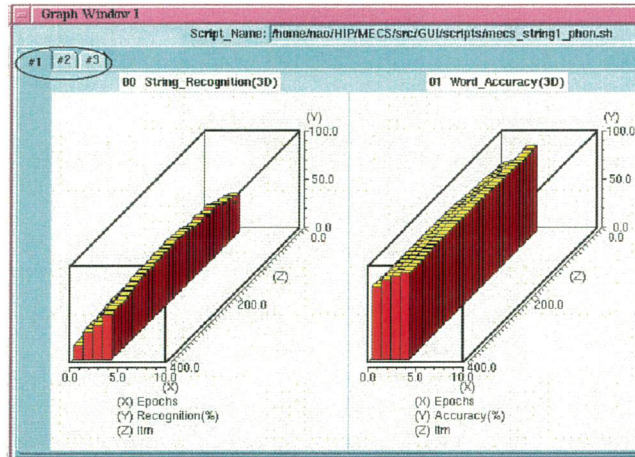 Graph Window 1
Script_Name: /home/nao/HIP/MECS/src/GUI/scripts/mecs_string1_phon.sh
#1 #2 #3
00 String_Recognition(3D)
01 Word_Accuracy(3D)
(Y)
100.0
50.0
0.0
0.0
(Z)
200.0
400.0
0.0 5.0 10.0
(X)
(X) Epochs
(Y) Recognition(%)
(Z) ltm
(Y)
100.0
50.0
0.0
0.0
(Z)
200.0
400.0
0.0 5.0 10.0
(X)
(X) Epochs
(Y) Accuracy(%)
(Z) ltm